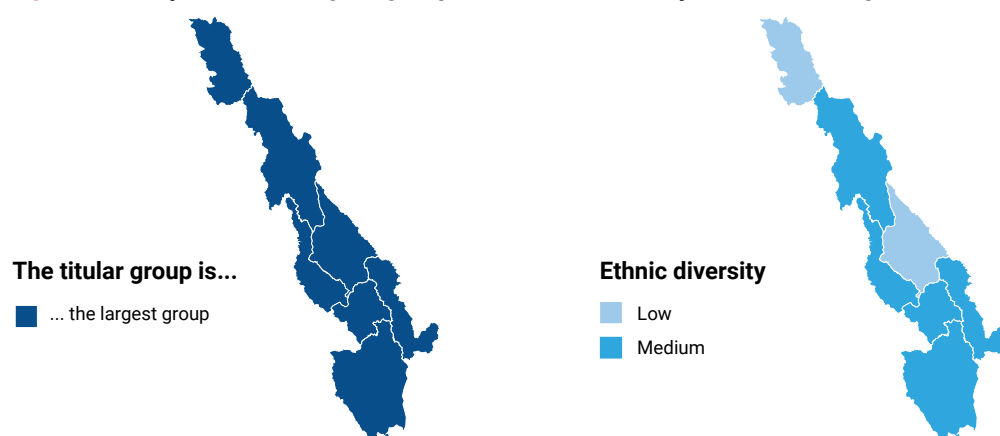 The titular group is...
... the largest group
Ethnic diversity
Low
Medium